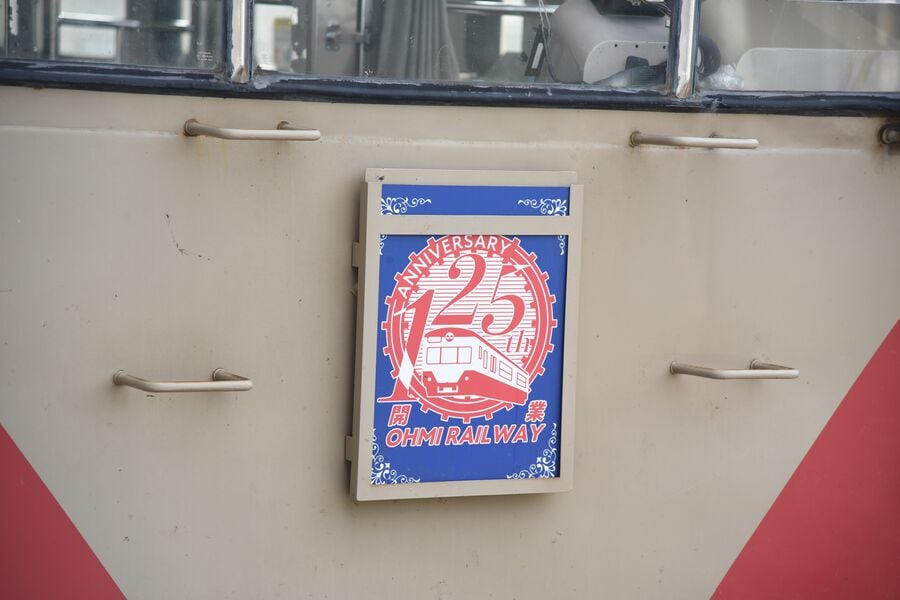 ANNIVERSARY
125th
開業
OHMI RAILWAY